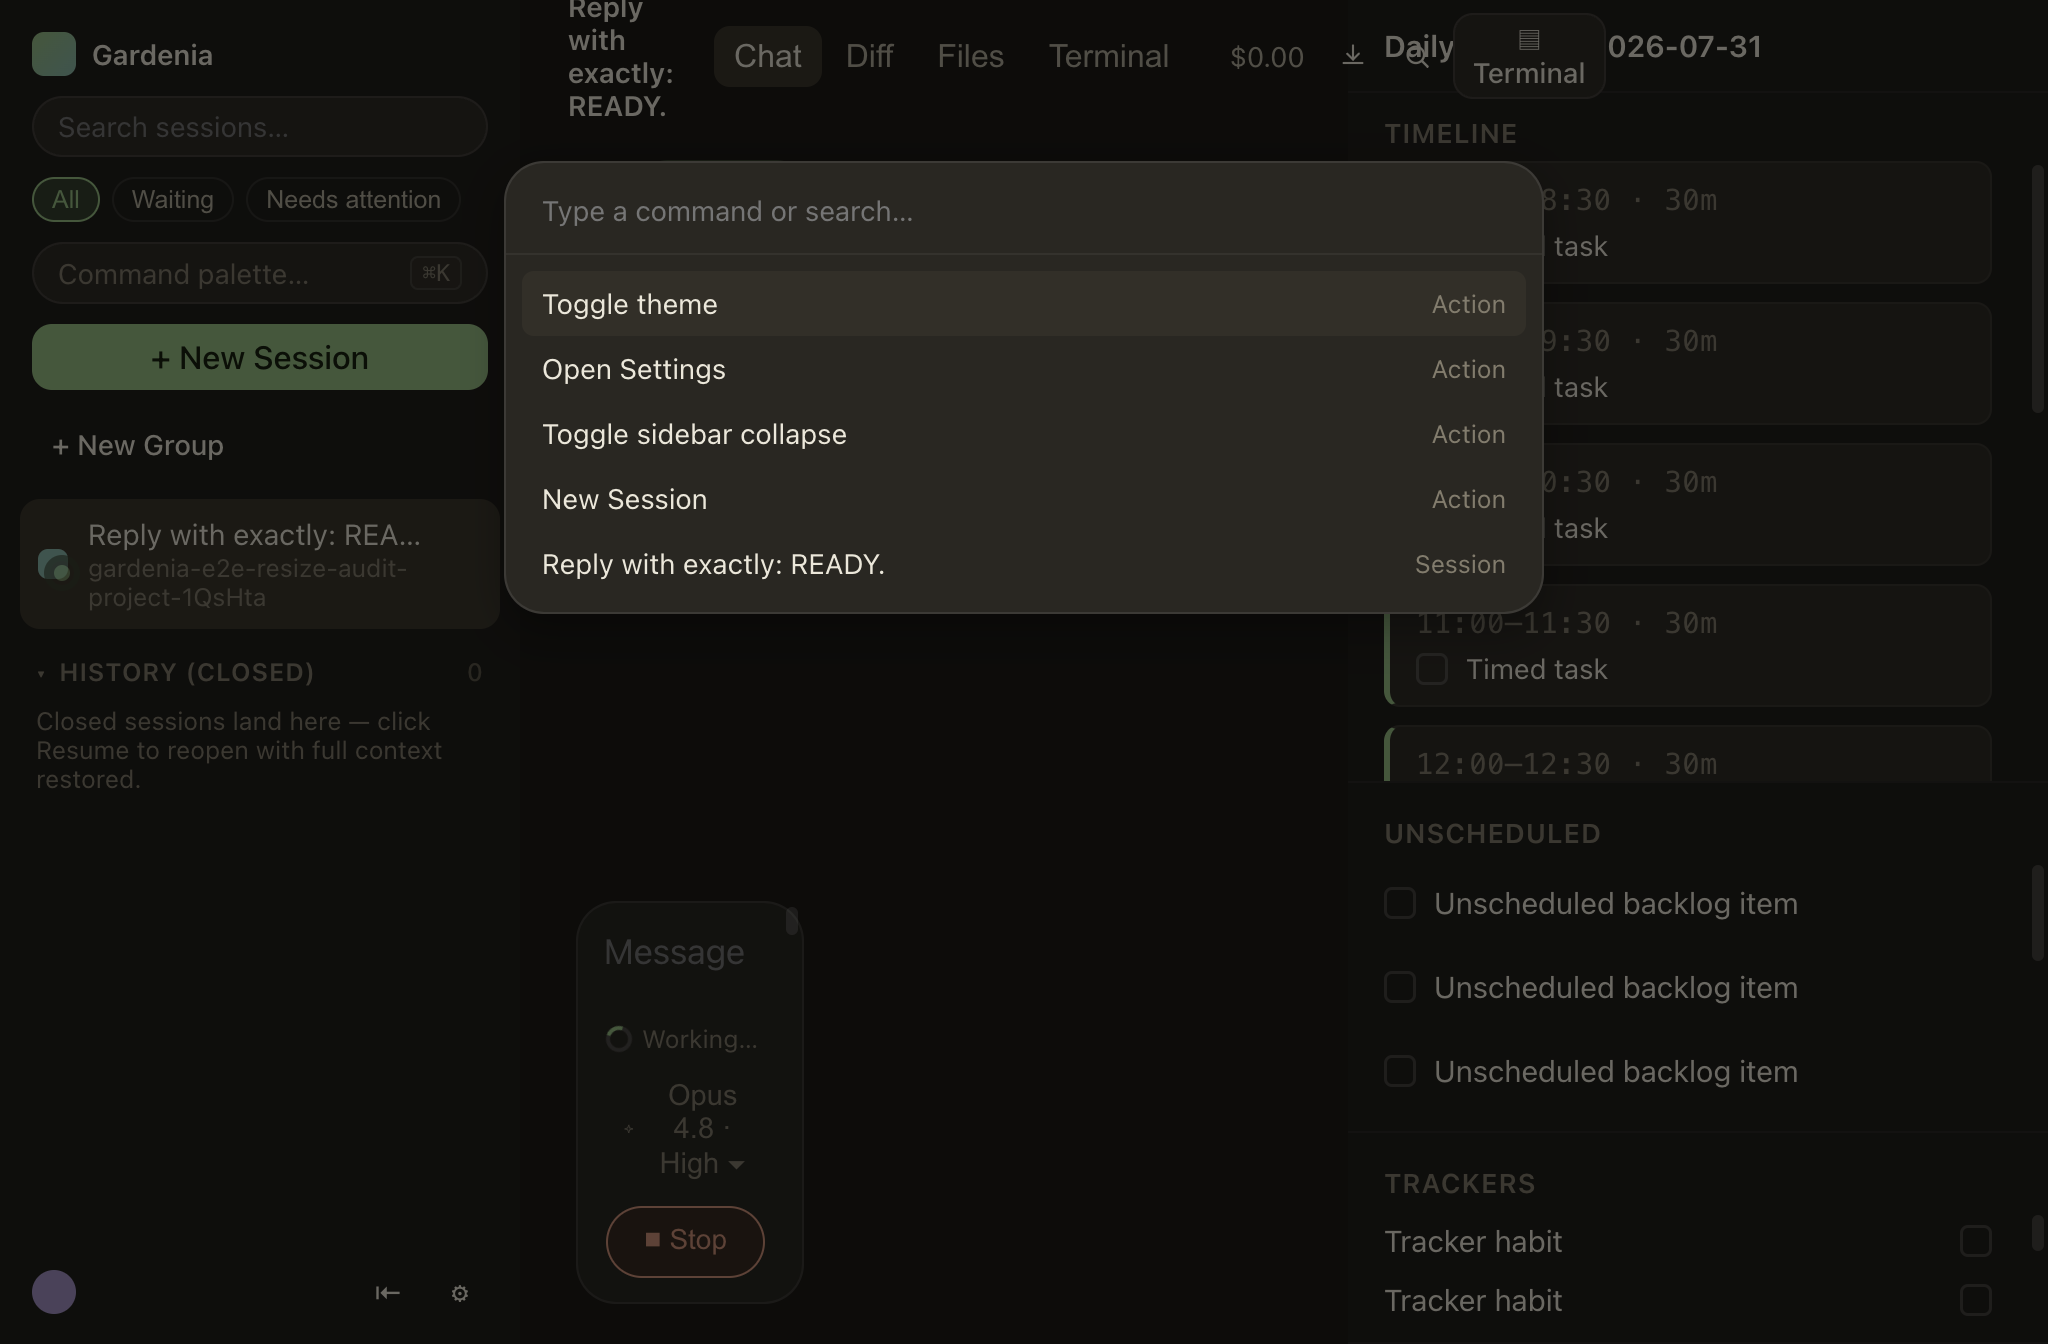 Gardenia
Search sessions...
All
Waiting
Needs attention
Command palette...
⌘K
+ New Session
+ New Group
Reply with exactly: REA...
gardenia-e2e-resize-audit-
project-1QsHta
HISTORY (CLOSED)
0
Closed sessions land here — click
Resume to reopen with full context
restored.
Reply
with
exactly:
READY.
Chat
Diff
Files
Terminal
$0.00
Terminal
Type a command or search...
Toggle theme
Action
Open Settings
Action
Toggle sidebar collapse
Action
New Session
Action
Reply with exactly: READY.
Session
Message
Working...
Opus
4.8 ·
High
Stop
Daily
026-07-31
TIMELINE
8:30 · 30m
task
9:30 · 30m
task
0:30 · 30m
task
11:00–11:30 · 30m
Timed task
12:00–12:30 · 30m
UNSCHEDULED
Unscheduled backlog item
Unscheduled backlog item
Unscheduled backlog item
TRACKERS
Tracker habit
Tracker habit